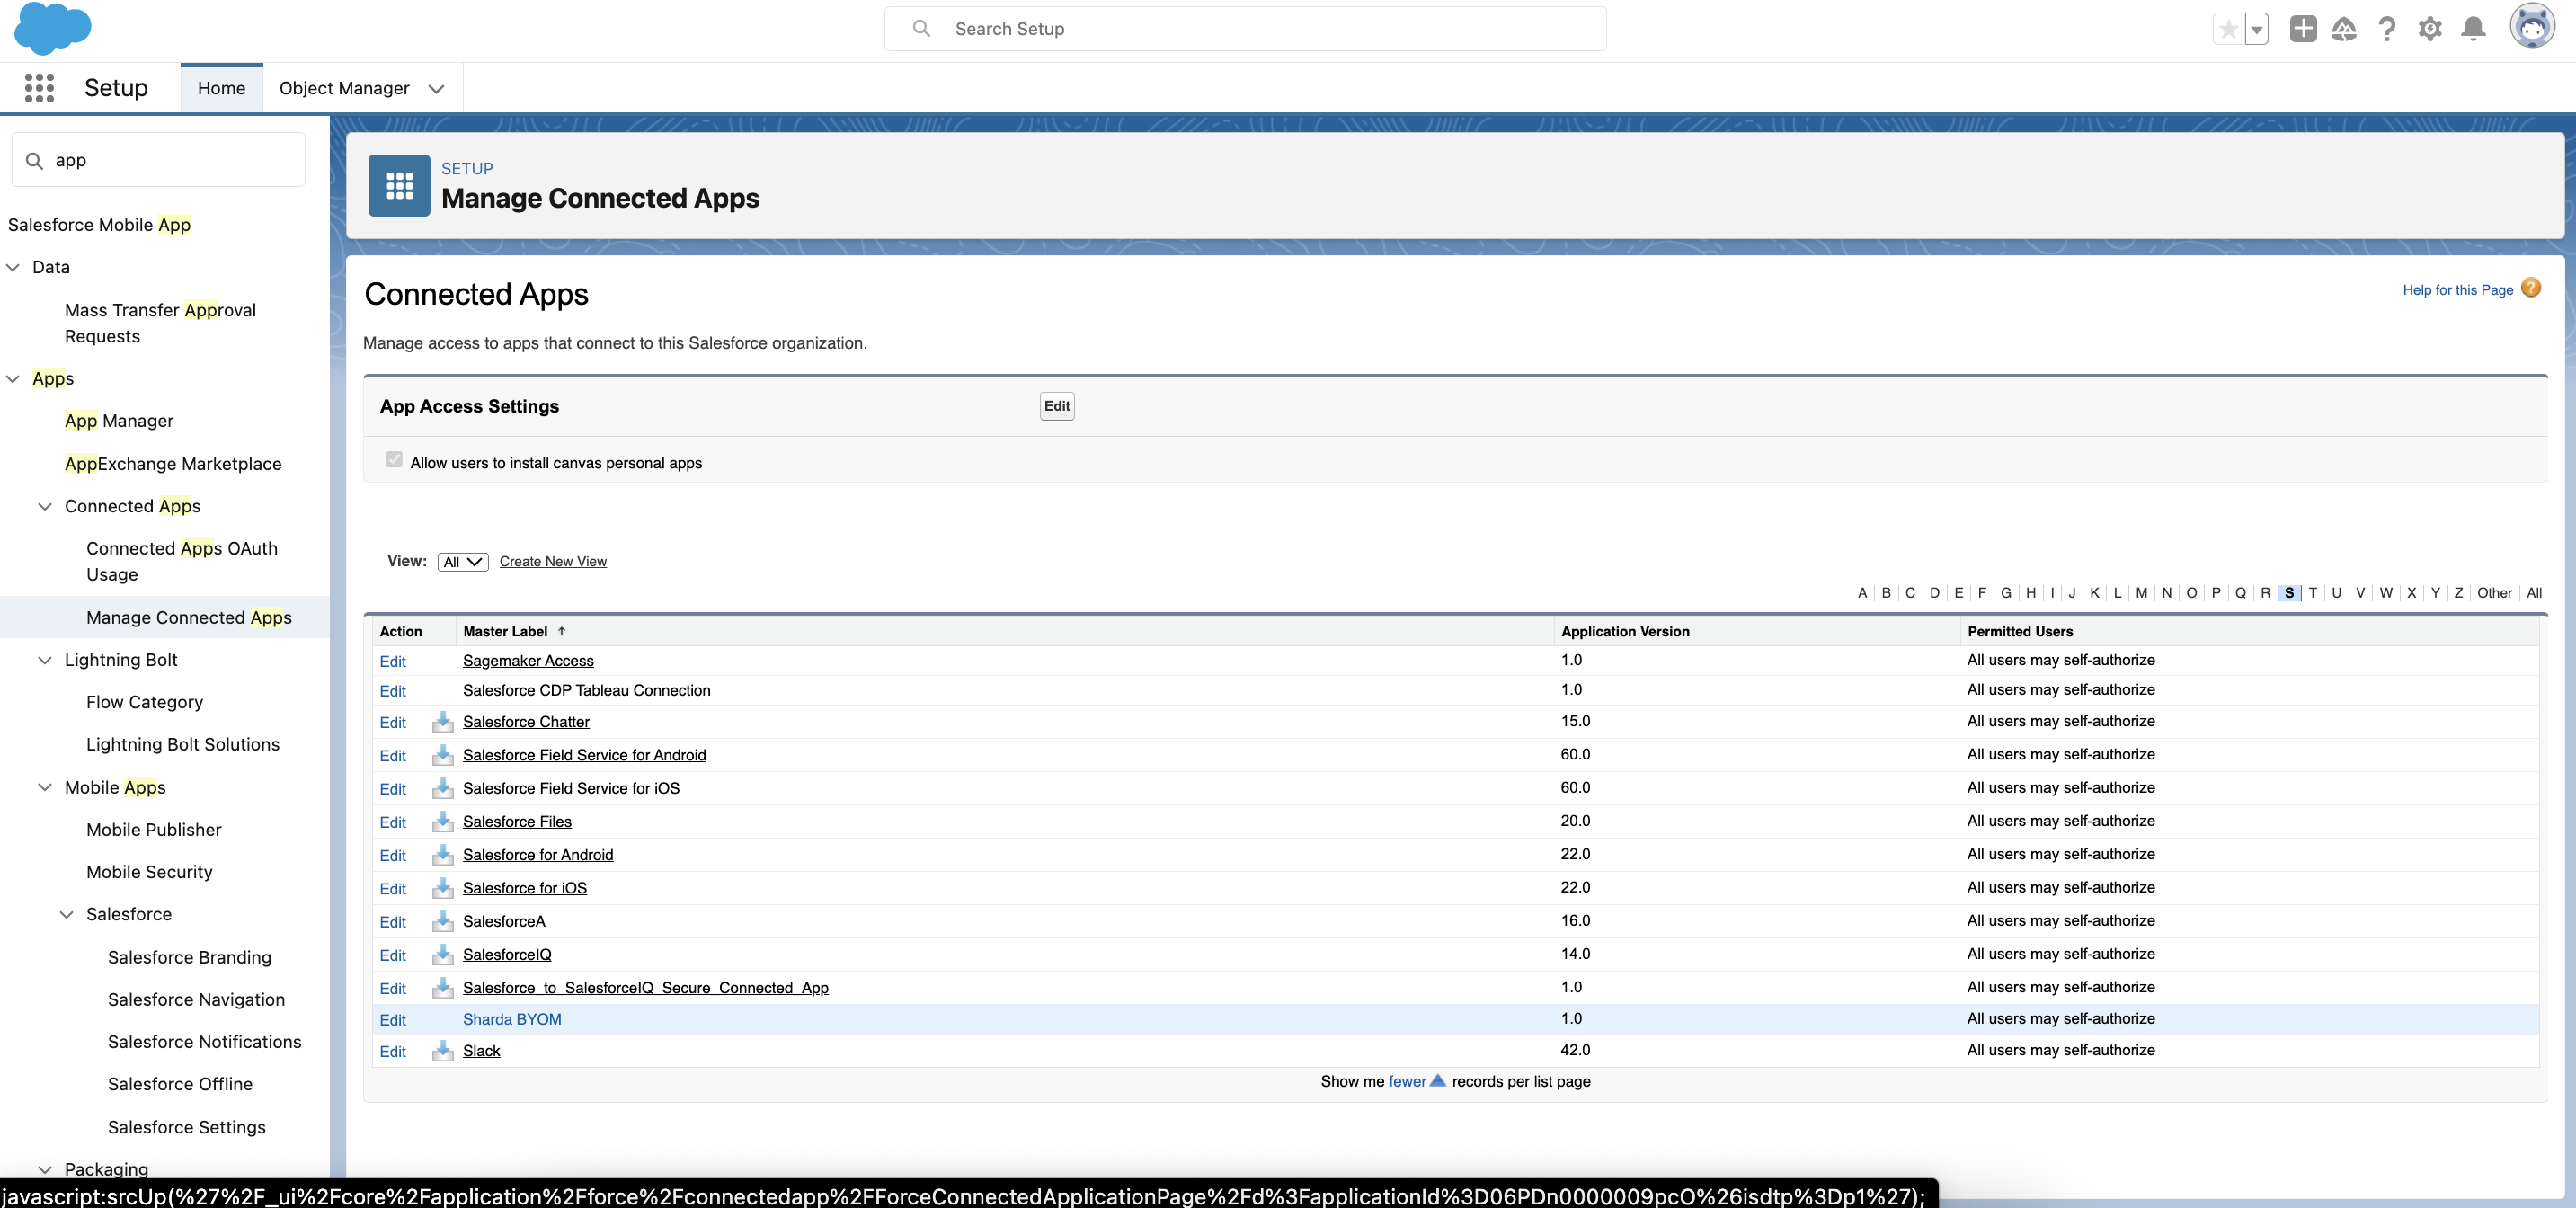 Search Setup
Setup
Home
Object Manager
app
Salesforce Mobile App
Data
Mass Transfer Approval
Requests
Apps
App Manager
AppExchange Marketplace
Connected Apps
Connected Apps OAuth
Usage
Manage Connected Apps
Lightning Bolt
Flow Category
Lightning Bolt Solutions
Mobile Apps
Mobile Publisher
Mobile Security
Salesforce
Salesforce Branding
Salesforce Navigation
Salesforce Notifications
Salesforce Offline
Salesforce Settings
Packaging
SETUP
Manage Connected Apps
Connected Apps
Help for this Page ?
Manage access to apps that connect to this Salesforce organization.
App Access Settings Edit
Allow users to install canvas personal apps
View: All Create New View
A | B | C | D | E | F | G | H | I | J | K | L | M | N | O | P | Q | R | S | T | U | V | W | X | Y | Z | Other | All
Action Master Label ↑ Application Version Permitted Users
Edit Sagemaker Access 1.0 All users may self-authorize
Edit Salesforce CDP Tableau Connection 1.0 All users may self-authorize
Edit Salesforce Chatter 15.0 All users may self-authorize
Edit Salesforce Field Service for Android 60.0 All users may self-authorize
Edit Salesforce Field Service for iOS 60.0 All users may self-authorize
Edit Salesforce Files 20.0 All users may self-authorize
Edit Salesforce for Android 22.0 All users may self-authorize
Edit Salesforce for iOS 22.0 All users may self-authorize
Edit SalesforceA 16.0 All users may self-authorize
Edit SalesforceIQ 14.0 All users may self-authorize
Edit Salesforce_to_SalesforceIQ_Secure_Connected_App 1.0 All users may self-authorize
Edit Sharda BYOM 1.0 All users may self-authorize
Edit Slack 42.0 All users may self-authorize
Show me fewer records per list page
javascript:srcUp(%27%2F_ui%2Fcore%2Fapplication%2Fforce%2Fconnectedapp%2FForceConnectedApplicationPage%2Fd%3FapplicationId%3D06PDn0000009pcO%26isdtp%3Dp1%27);